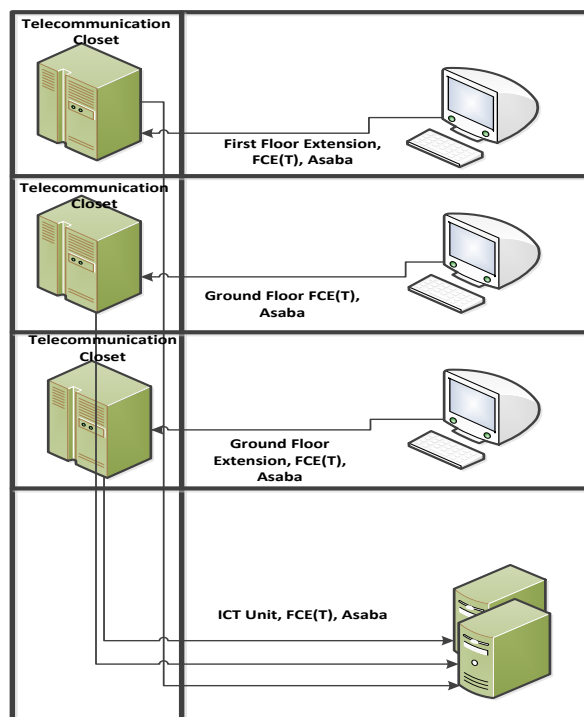 Telecommunication
Closet
First Floor Extension,
FCE(T), Asaba
Telecommunication
Closet
Ground Floor FCE(T),
Asaba
Telecommunication
Closet
Ground Floor
Extension, FCE(T),
Asaba
ICT Unit, FCE(T), Asaba